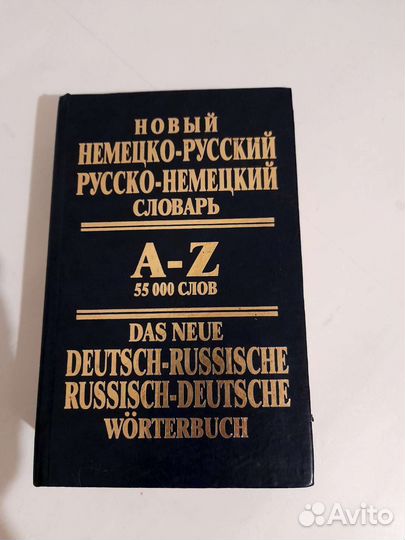 НОВЫЙ
НЕМЕЦКО-РУССКИЙ
РУССКО-НЕМЕЦКИЙ
СЛОВАРЬ
A-Z
55 000 СЛОВ
DAS NEUE
DEUTSCH-RUSSISCHE
RUSSISCH-DEUTSCHE
WÖRTERBUCH
Avito